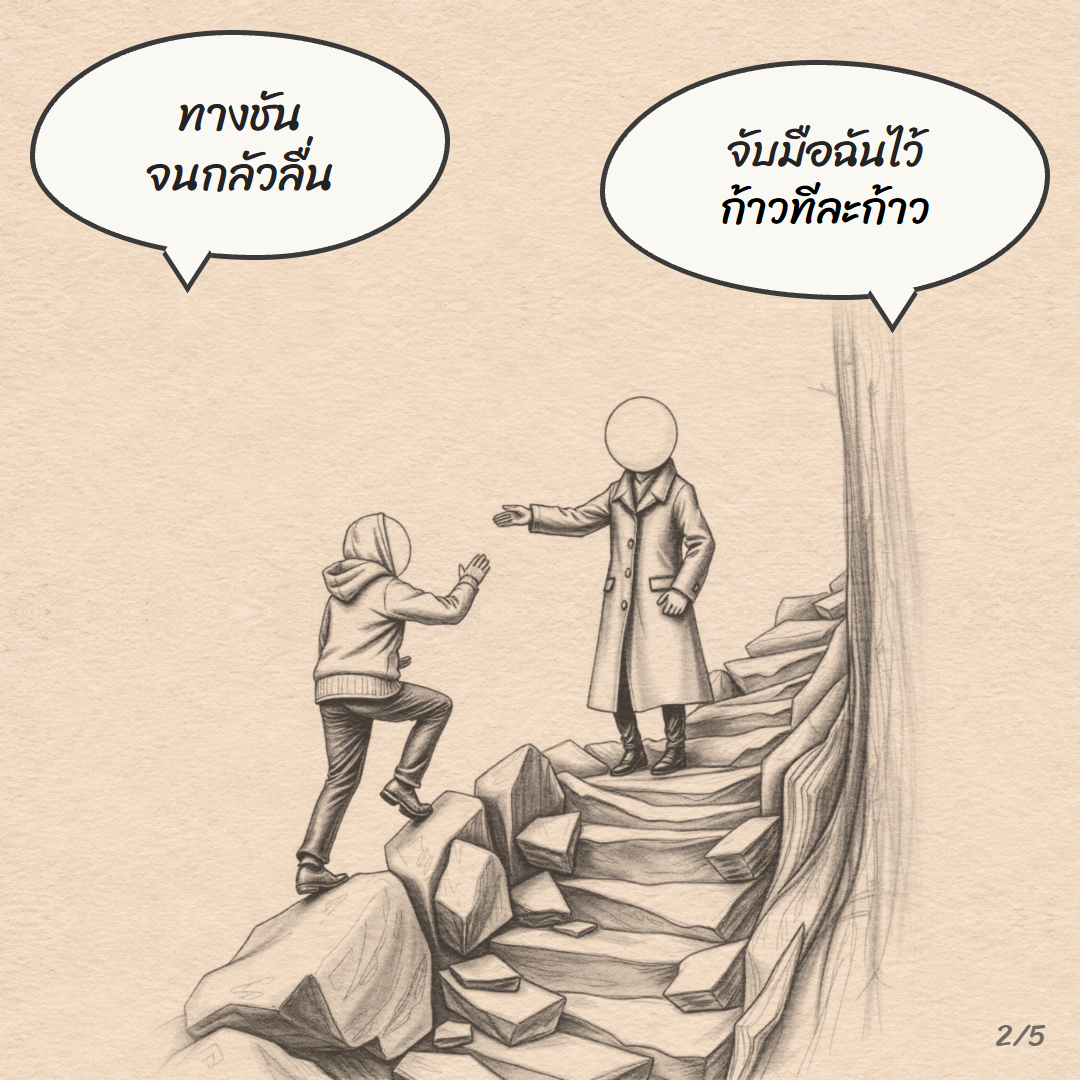 ทางชัน
จนกลัวลื่น
จับมือฉันไว้
ก้าวทีละก้าว
2/5